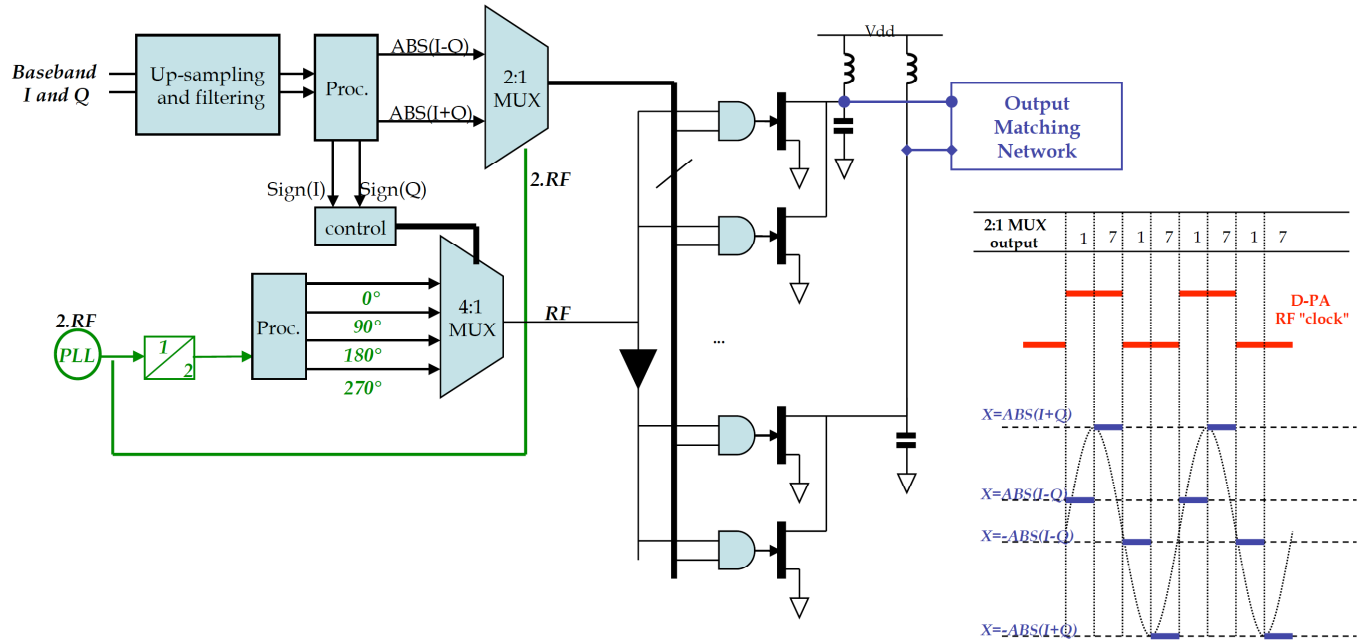 Baseband
I and Q
Up-sampling
and filtering
Proc.
ABS(I-Q)
ABS(I+Q)
2:1
MUX
2.RF
Sign(I)
Sign(Q)
control
2.RF
PLL
1
2
Proc.
0°
90°
180°
270°
4:1
MUX
RF
...
Vdd
Output
Matching
Network
2:1 MUX
output
1 7 1 7 1 7 1 7
D-PA
RF "clock"
X=ABS(I+Q)
X=ABS(I-Q)
X=-ABS(I-Q)
X=-ABS(I+Q)